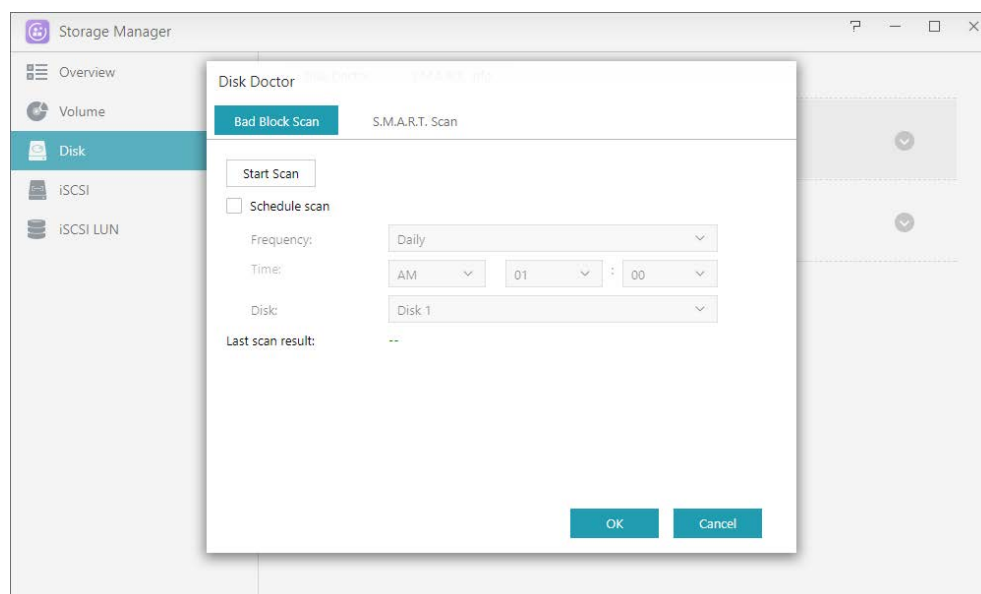 Storage Manager
Overview
Volume
Disk
iSCSI
iSCSI LUN
Disk Doctor
Bad Block Scan
S.M.A.R.T. Scan
Start Scan
Schedule scan
Frequency:
Daily
Time:
AM
01
:
00
Disk:
Disk 1
Last scan result:
--
OK
Cancel